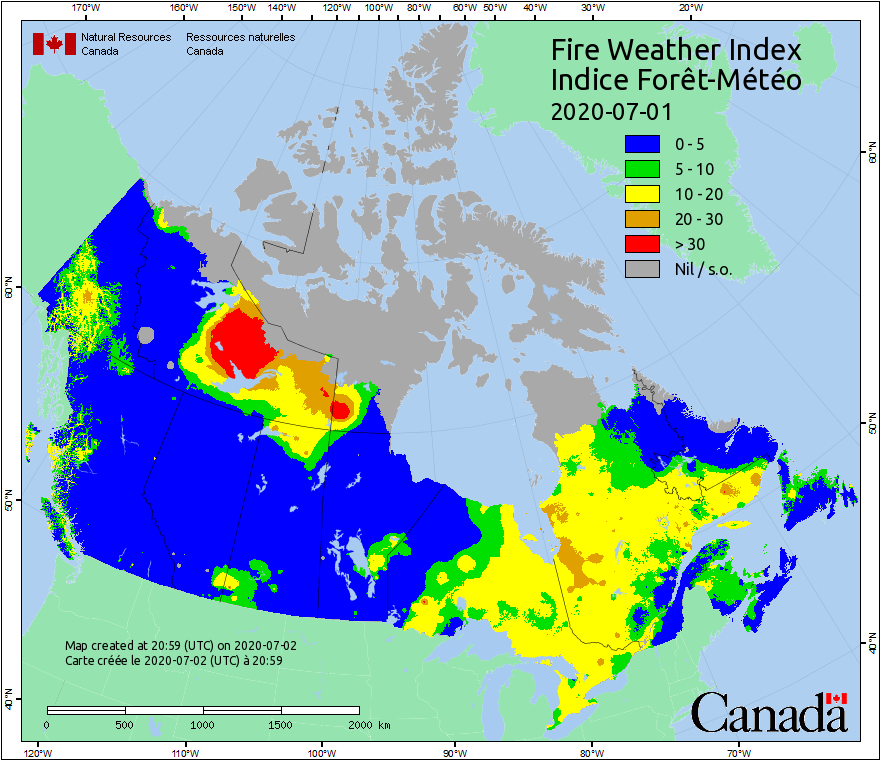 170°W 160°W 150°W 140°W 120°W 100°W 80°W 60°W 50°W 40°W 30°W 20°W
Natural Resources Ressources naturelles
Canada Canada
Fire Weather Index
Indice Forêt-Météo
2020-07-01
0 - 5
5 - 10
10 - 20
20 - 30
> 30
Nil / s.o.
60°N
60°N
50°N
50°N
40°N
40°N
Map created at 20:59 (UTC) on 2020-07-02
Carte créée le 2020-07-02 (UTC) à 20:59
0 500 1000 1500 2000 km
Canada
120°W 110°W 100°W 90°W 80°W 70°W